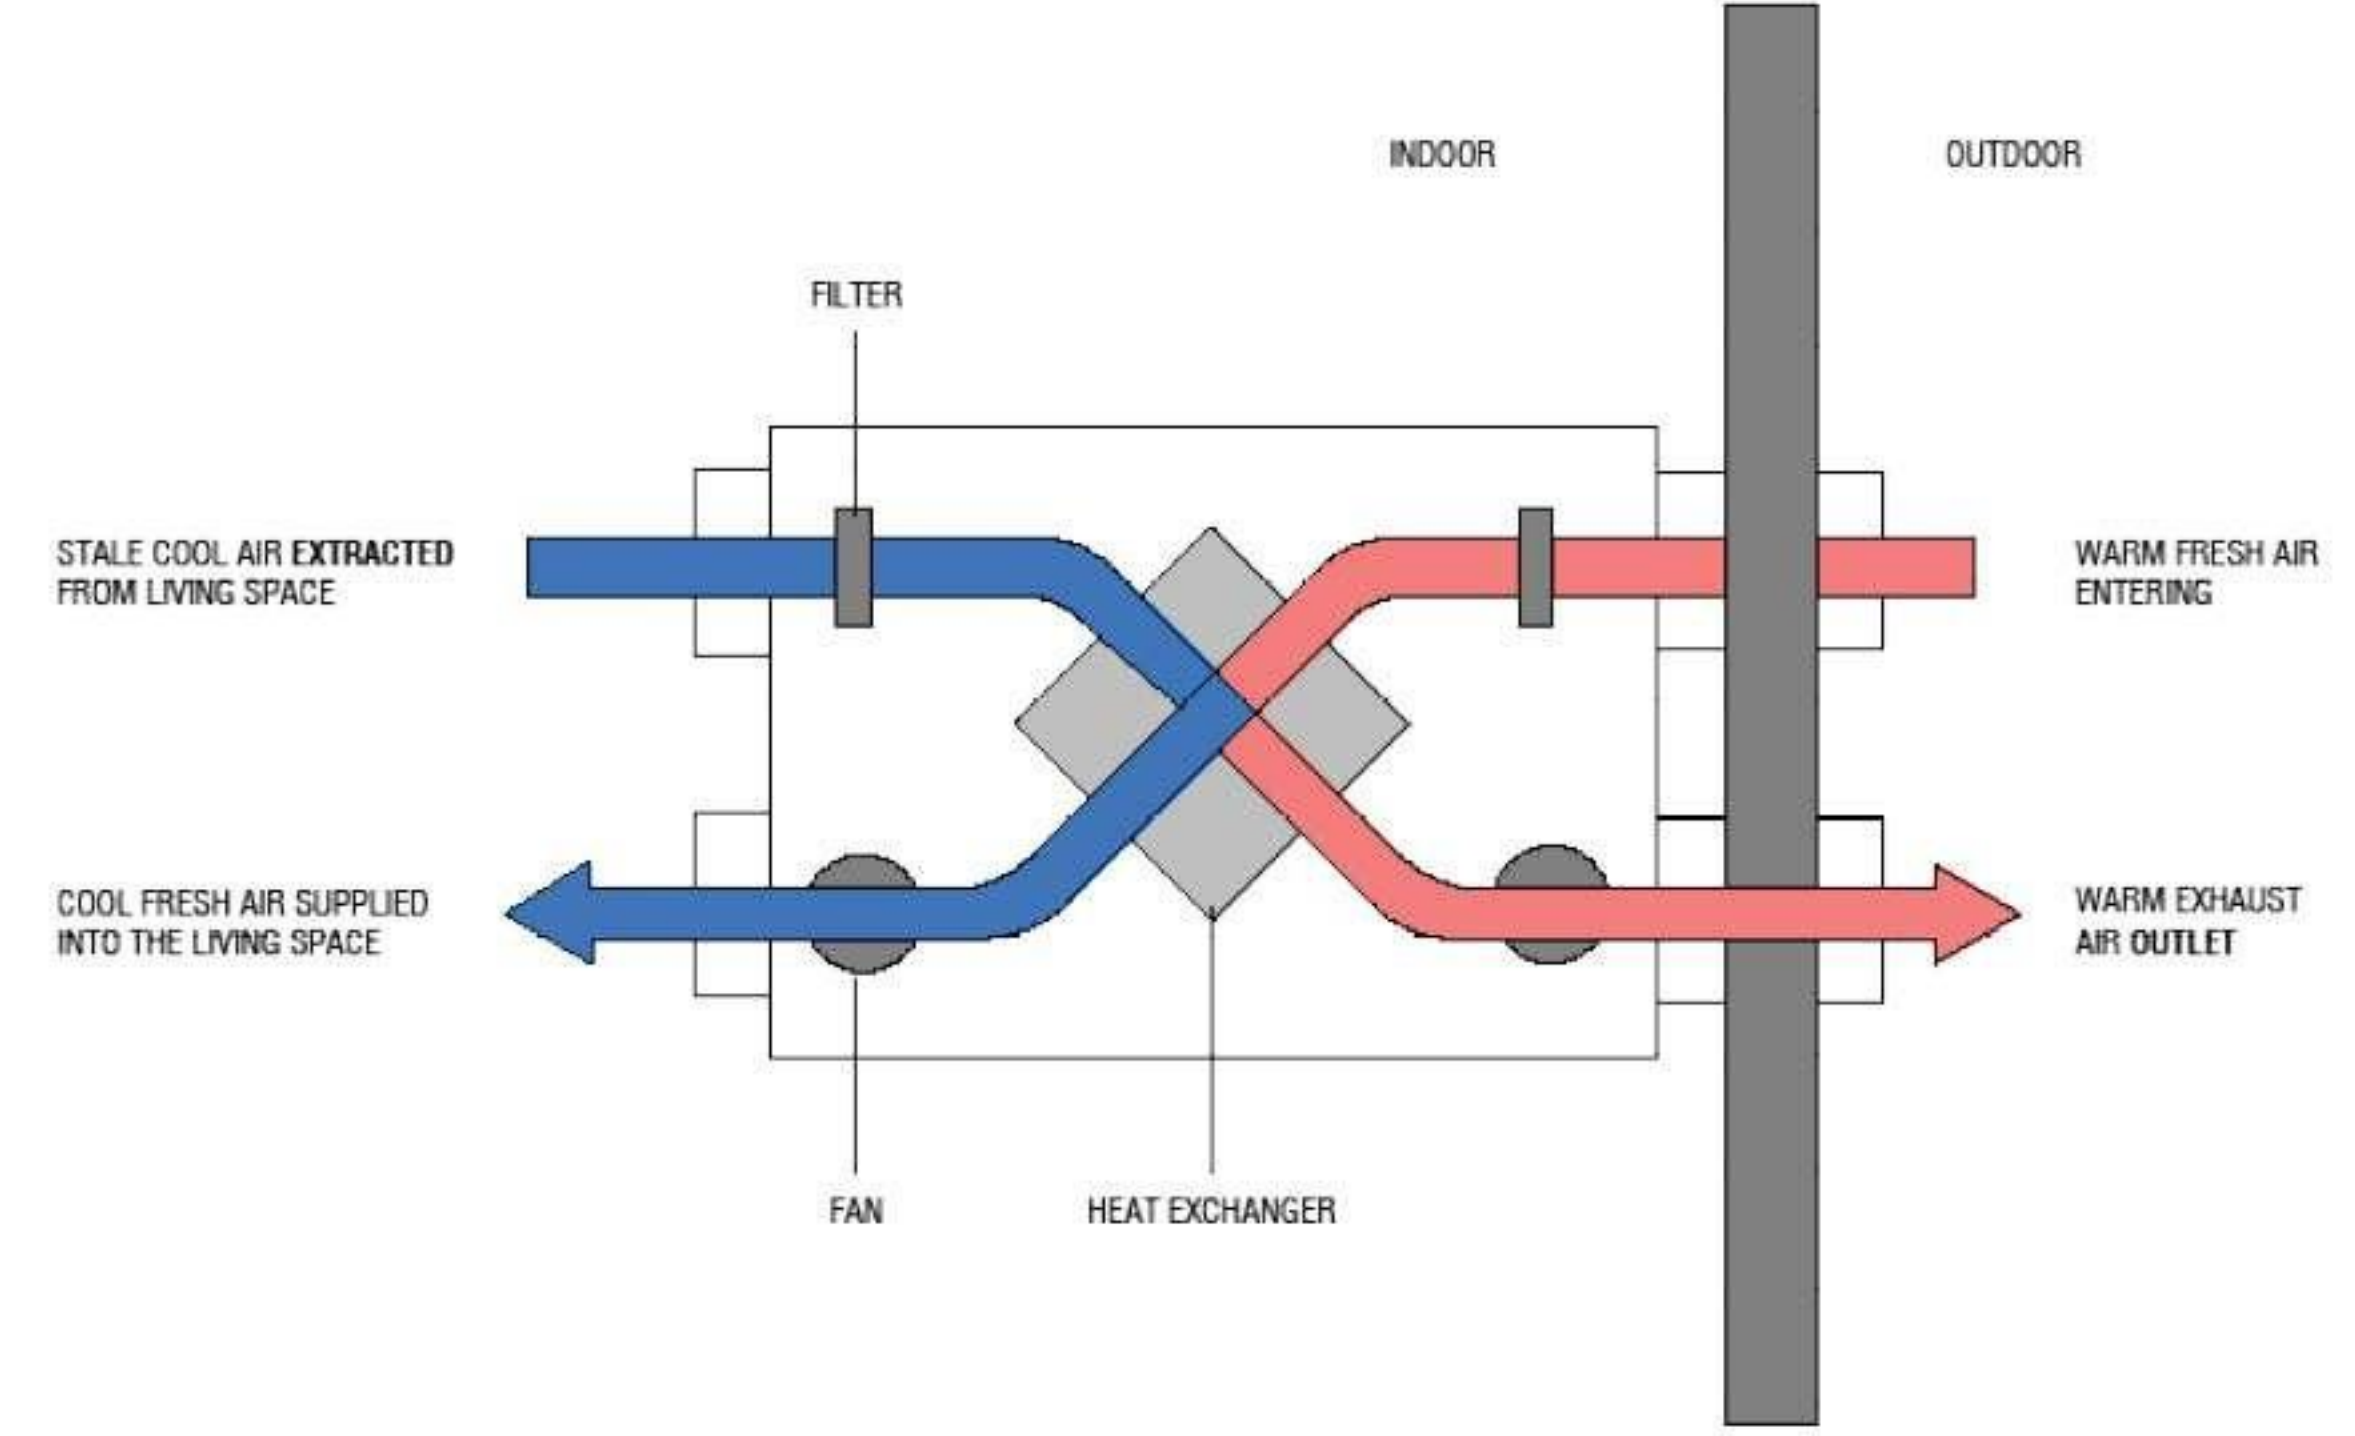 INDOOR
OUTDOOR
FILTER
STALE COOL AIR EXTRACTED
FROM LIVING SPACE
WARM FRESH AIR
ENTERING
COOL FRESH AIR SUPPLIED
INTO THE LIVING SPACE
WARM EXHAUST
AIR OUTLET
FAN
HEAT EXCHANGER